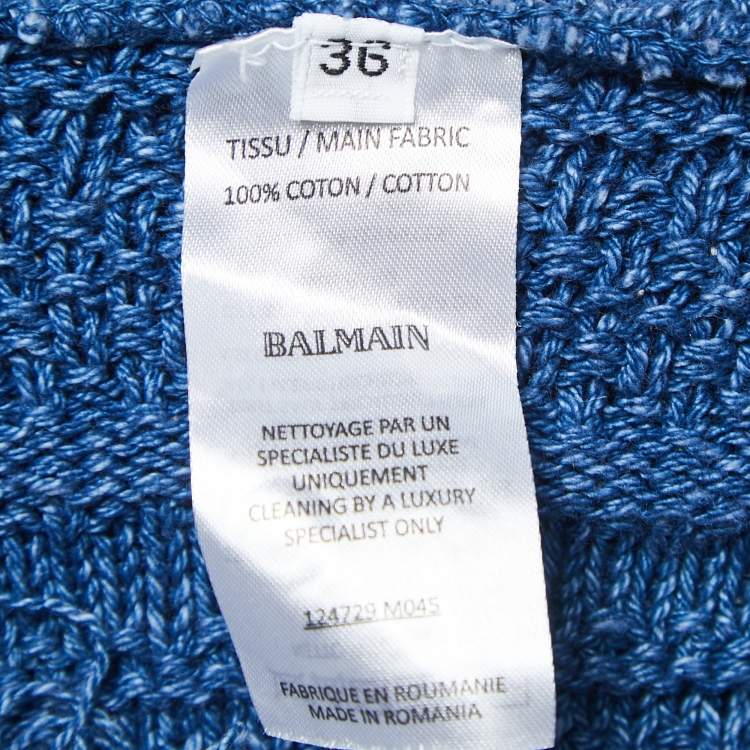 36
TISSU / MAIN FABRIC
100% COTON / COTTON
BALMAIN
NETTOYAGE PAR UN
SPECIALISTE DU LUXE
UNIQUEMENT
CLEANING BY A LUXURY
SPECIALIST ONLY
124729 M045
FABRIQUE EN ROUMANIE
MADE IN ROMANIA